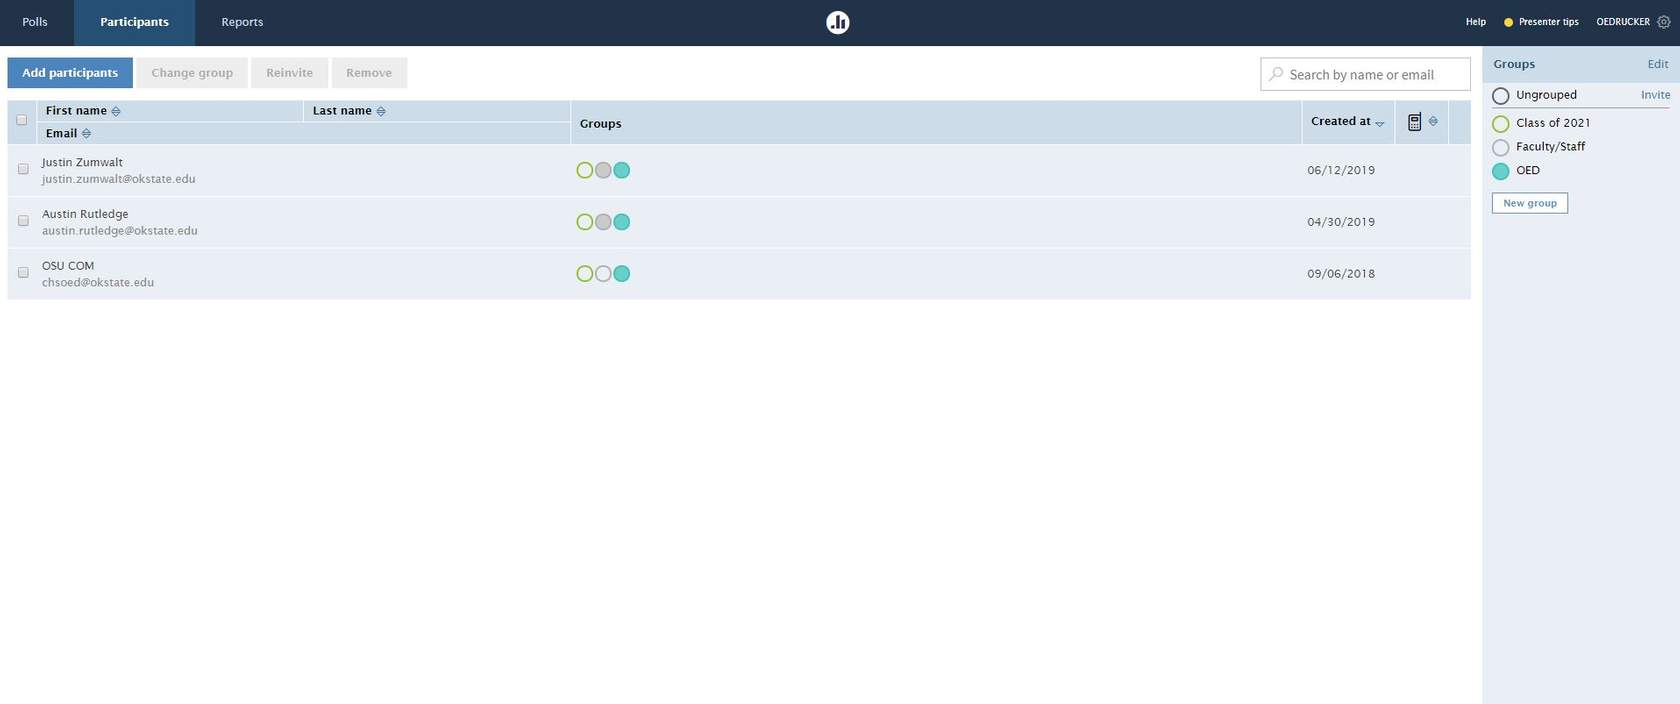 Polls
Participants
Reports
Help
Presenter tips
OEDRUCKER
Add participants
Change group
Reinvite
Remove
Search by name or email
First name
Last name
Email
Groups
Created at
Justin Zumwalt
justin.zumwalt@okstate.edu
06/12/2019
Austin Rutledge
austin.rutledge@okstate.edu
04/30/2019
OSU COM
chsoed@okstate.edu
09/06/2018
Groups
Edit
Ungrouped
Invite
Class of 2021
Faculty/Staff
OED
New group